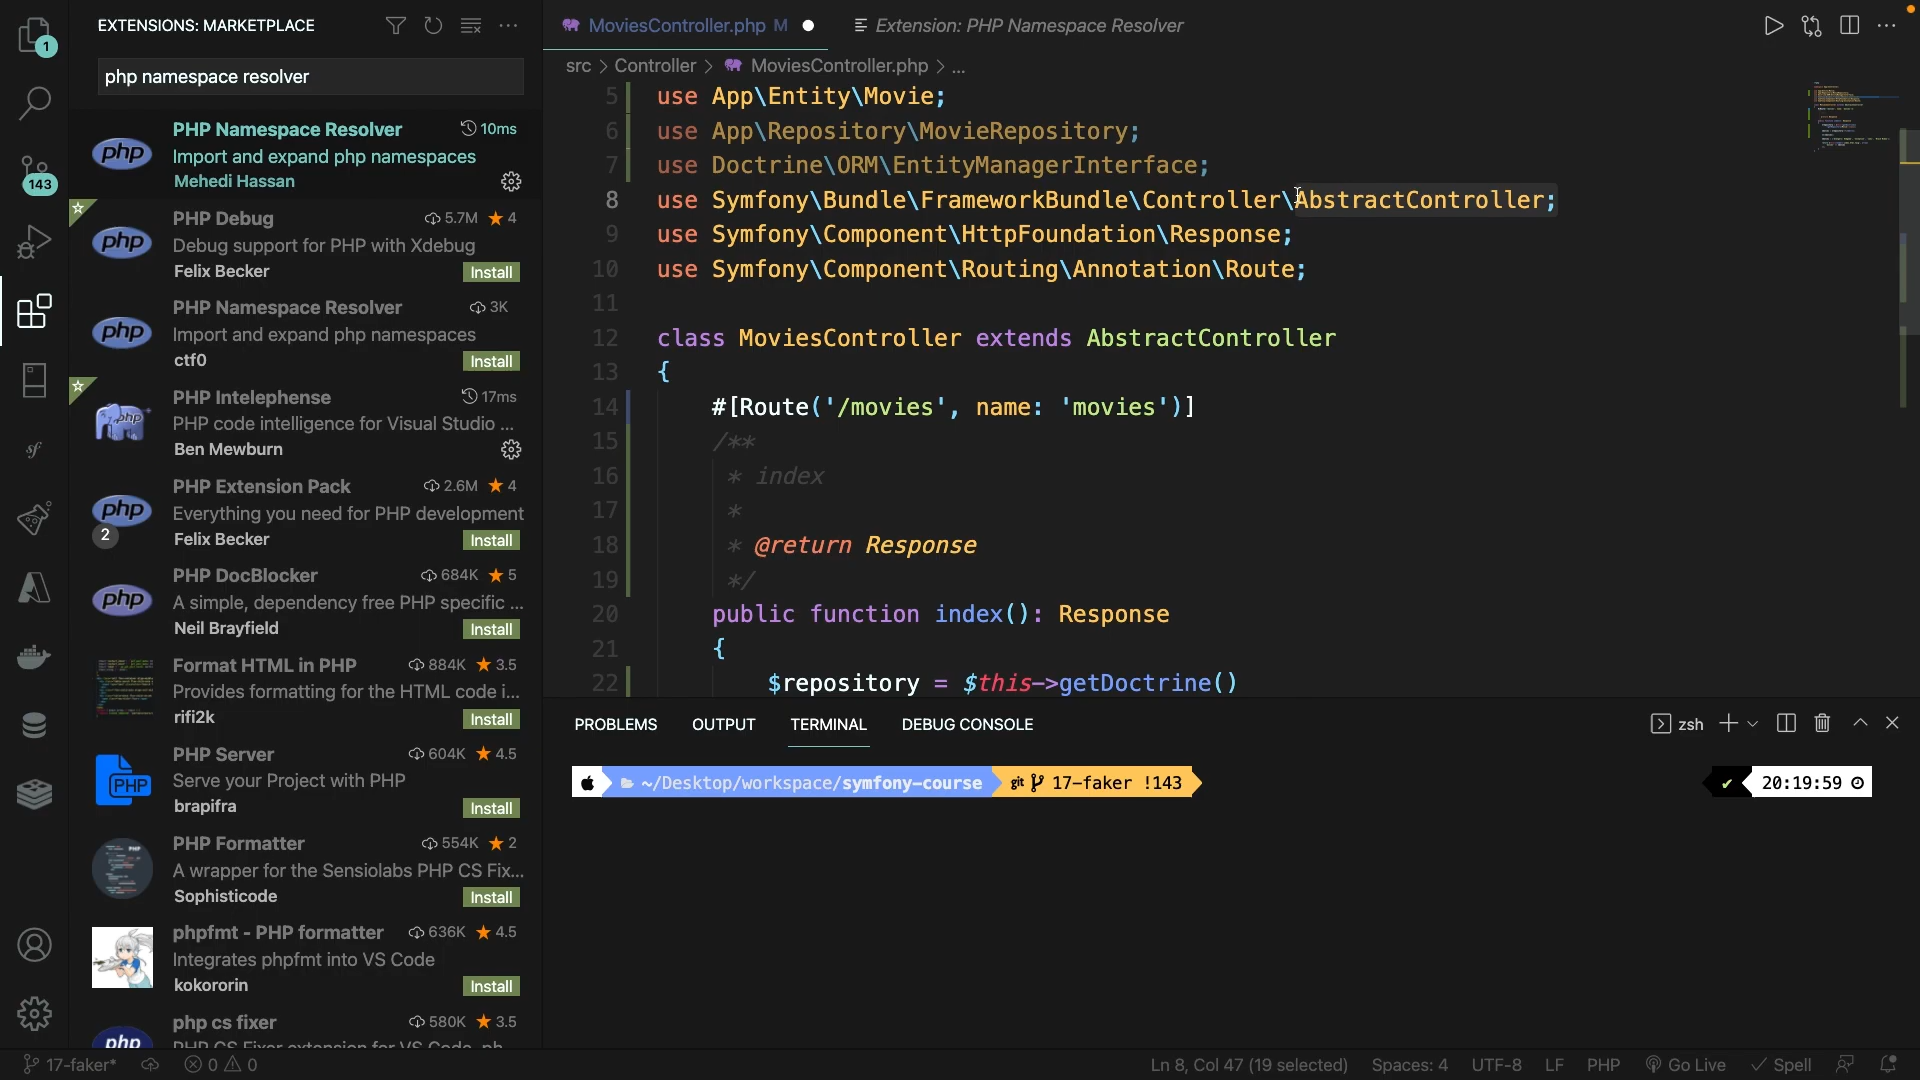 EXTENSIONS: MARKETPLACE
php namespace resolver
PHP Namespace Resolver 10ms
Import and expand php namespaces
Mehedi Hassan
PHP Debug 5.7M 4
Debug support for PHP with Xdebug
Felix Becker Install
PHP Namespace Resolver 3K
Import and expand php namespaces
ctf0 Install
PHP Intelephense 17ms
PHP code intelligence for Visual Studio ...
Ben Mewburn
PHP Extension Pack 2.6M 4
Everything you need for PHP development
Felix Becker Install
2
PHP DocBlocker 684K 5
A simple, dependency free PHP specific ...
Neil Brayfield Install
Format HTML in PHP 884K 3.5
Provides formatting for the HTML code i...
rifi2k Install
PHP Server 604K 4.5
Serve your Project with PHP
brapifra Install
PHP Formatter 554K 2
A wrapper for the Sensiolabs PHP CS Fix...
Sophisticode Install
phpfmt - PHP formatter 636K 4.5
Integrates phpfmt into VS Code
kokororin Install
php cs fixer 580K 3.5
PHP CS Fixer extension for VS Code, ph
1
143
MoviesController.php M
Extension: PHP Namespace Resolver
src > Controller > MoviesController.php > ...
5 use App\Entity\Movie;
6 use App\Repository\MovieRepository;
7 use Doctrine\ORM\EntityManagerInterface;
8 use Symfony\Bundle\FrameworkBundle\Controller\AbstractController;
9 use Symfony\Component\HttpFoundation\Response;
10 use Symfony\Component\Routing\Annotation\Route;
11
12 class MoviesController extends AbstractController
13 {
14 #[Route('/movies', name: 'movies')]
15 /**
16 * index
17 *
18 * @return Response
19 */
20 public function index(): Response
21 {
22 $repository = $this->getDoctrine()
PROBLEMS OUTPUT TERMINAL DEBUG CONSOLE
zsh
~/Desktop/workspace/symfony-course git 17-faker !143
✔ 20:19:59
17-faker* 0 0
Ln 8, Col 47 (19 selected) Spaces: 4 UTF-8 LF PHP Go Live Spell